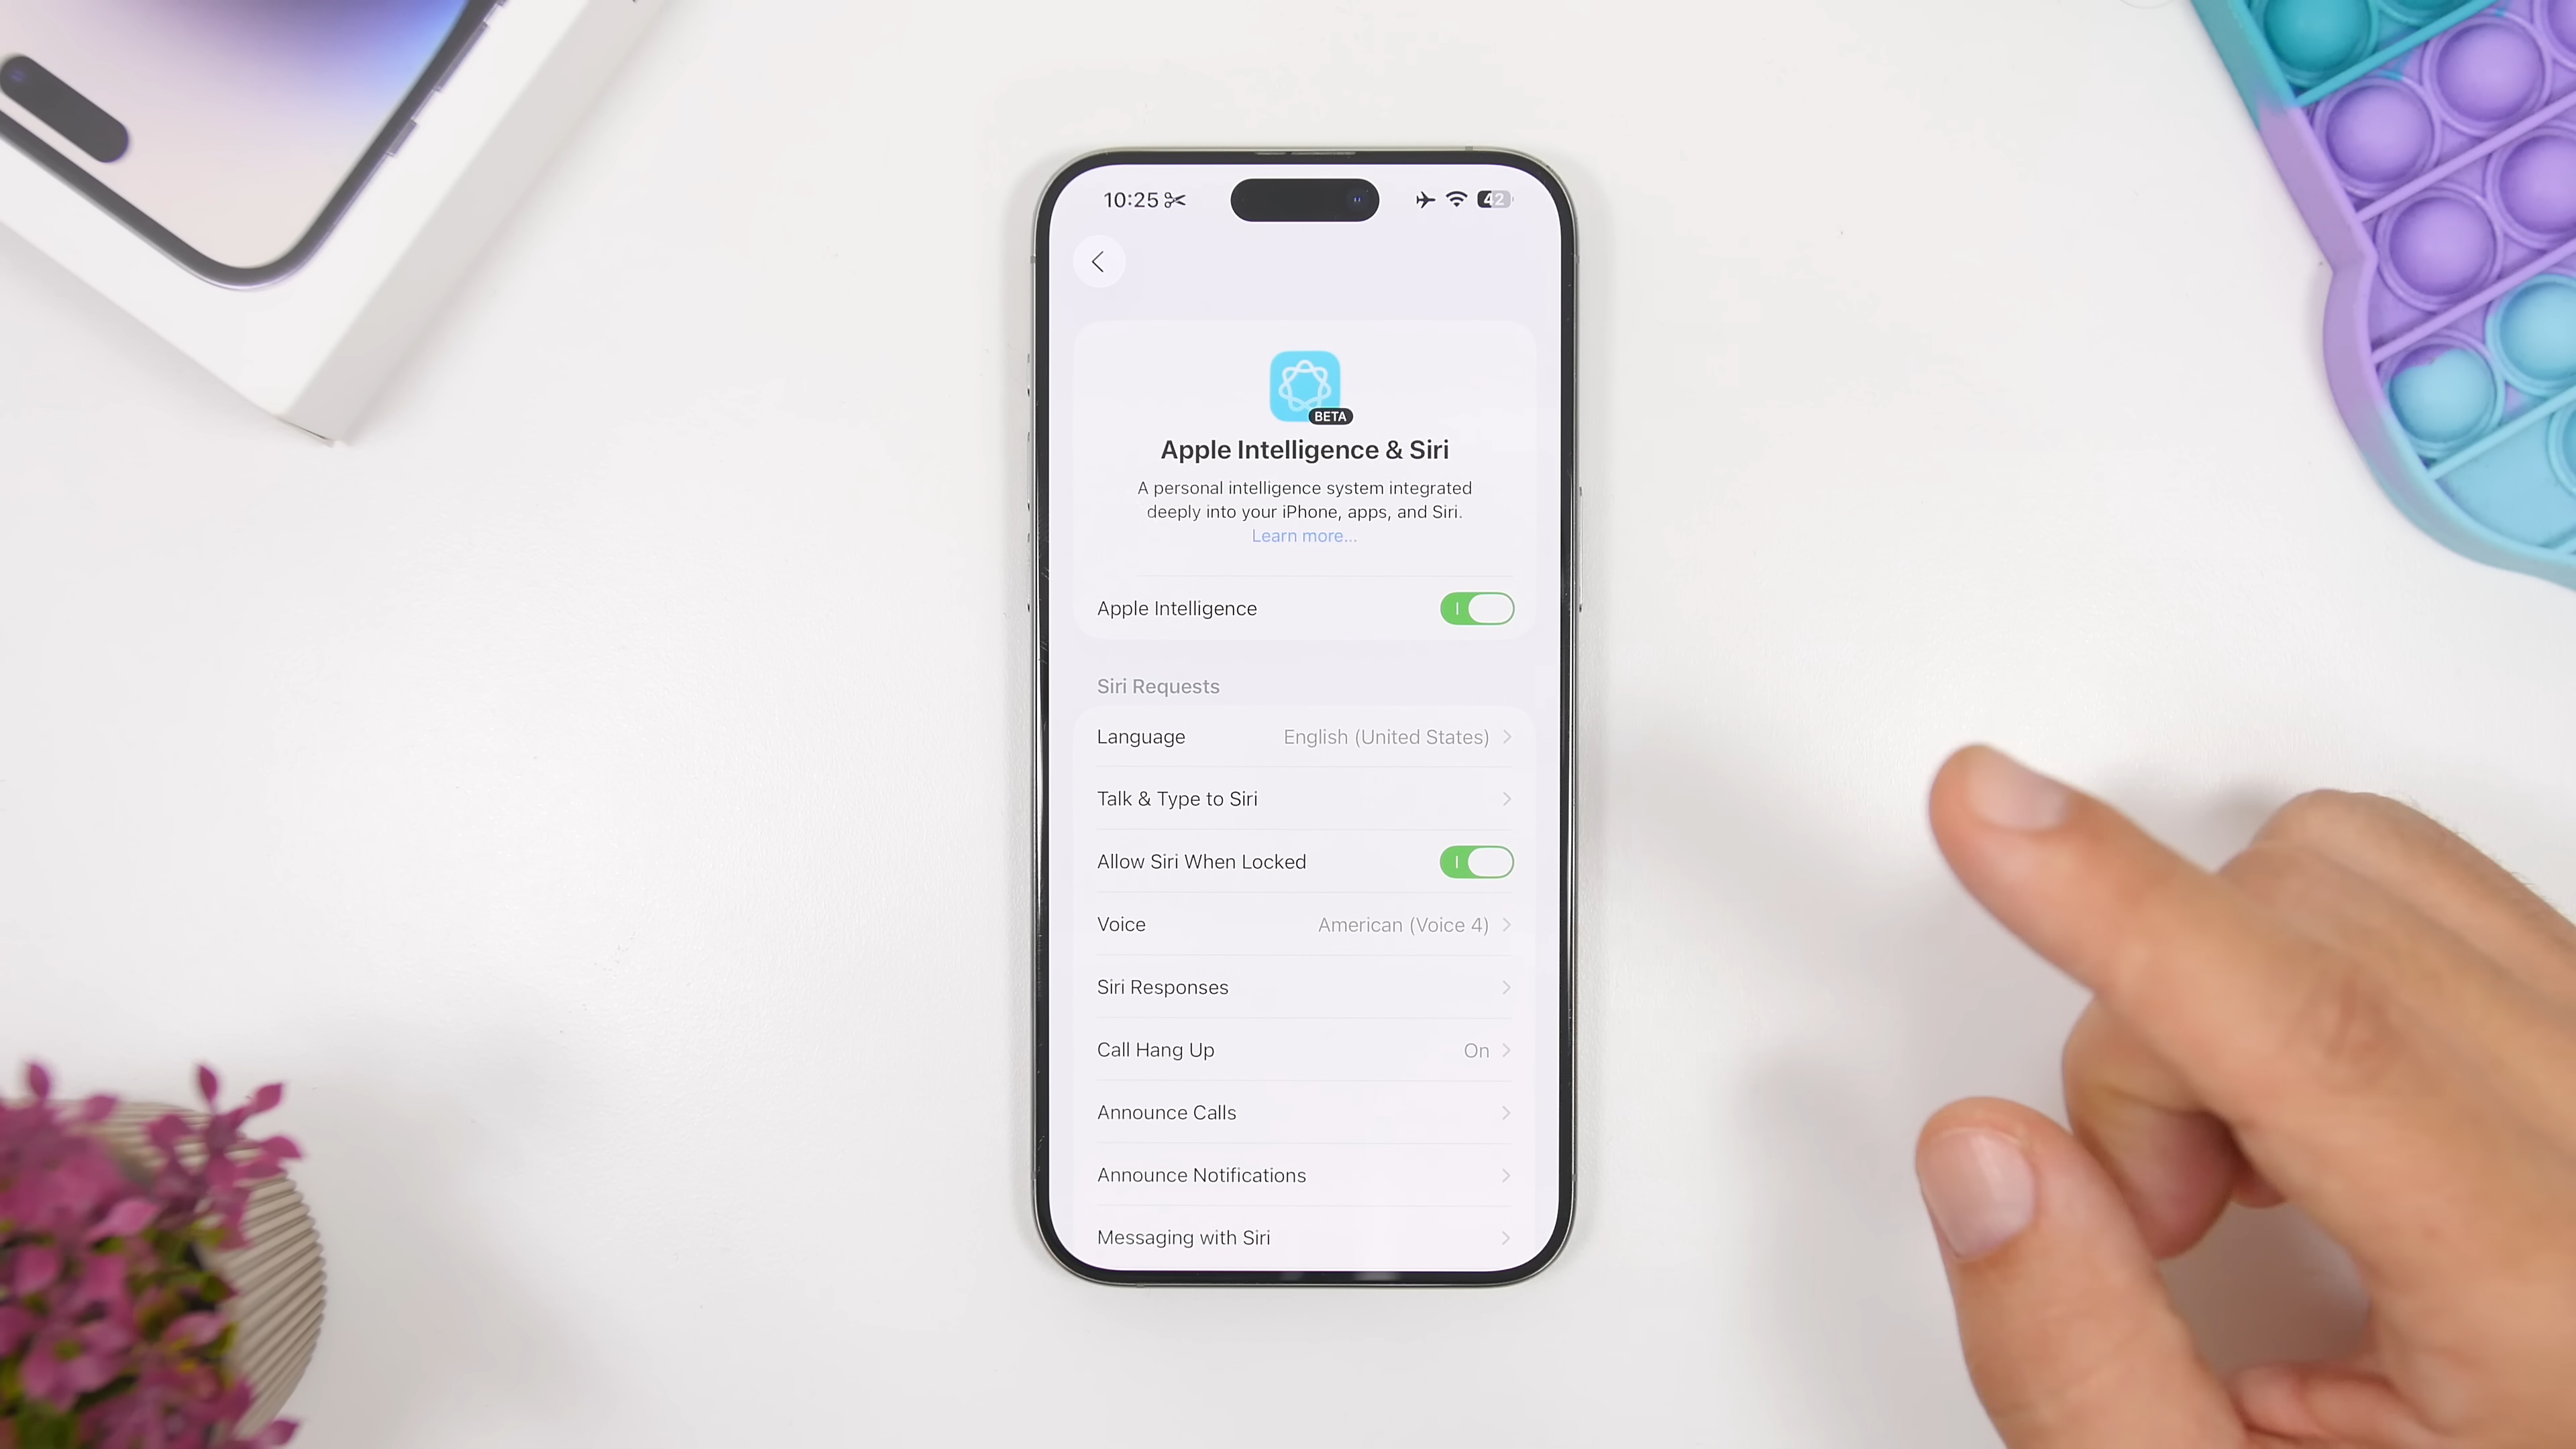 10:25
42
BETA
Apple Intelligence & Siri
A personal intelligence system integrated
deeply into your iPhone, apps, and Siri.
Learn more...
Apple Intelligence
Siri Requests
Language English (United States)
Talk & Type to Siri
Allow Siri When Locked
Voice American (Voice 4)
Siri Responses
Call Hang Up On
Announce Calls
Announce Notifications
Messaging with Siri